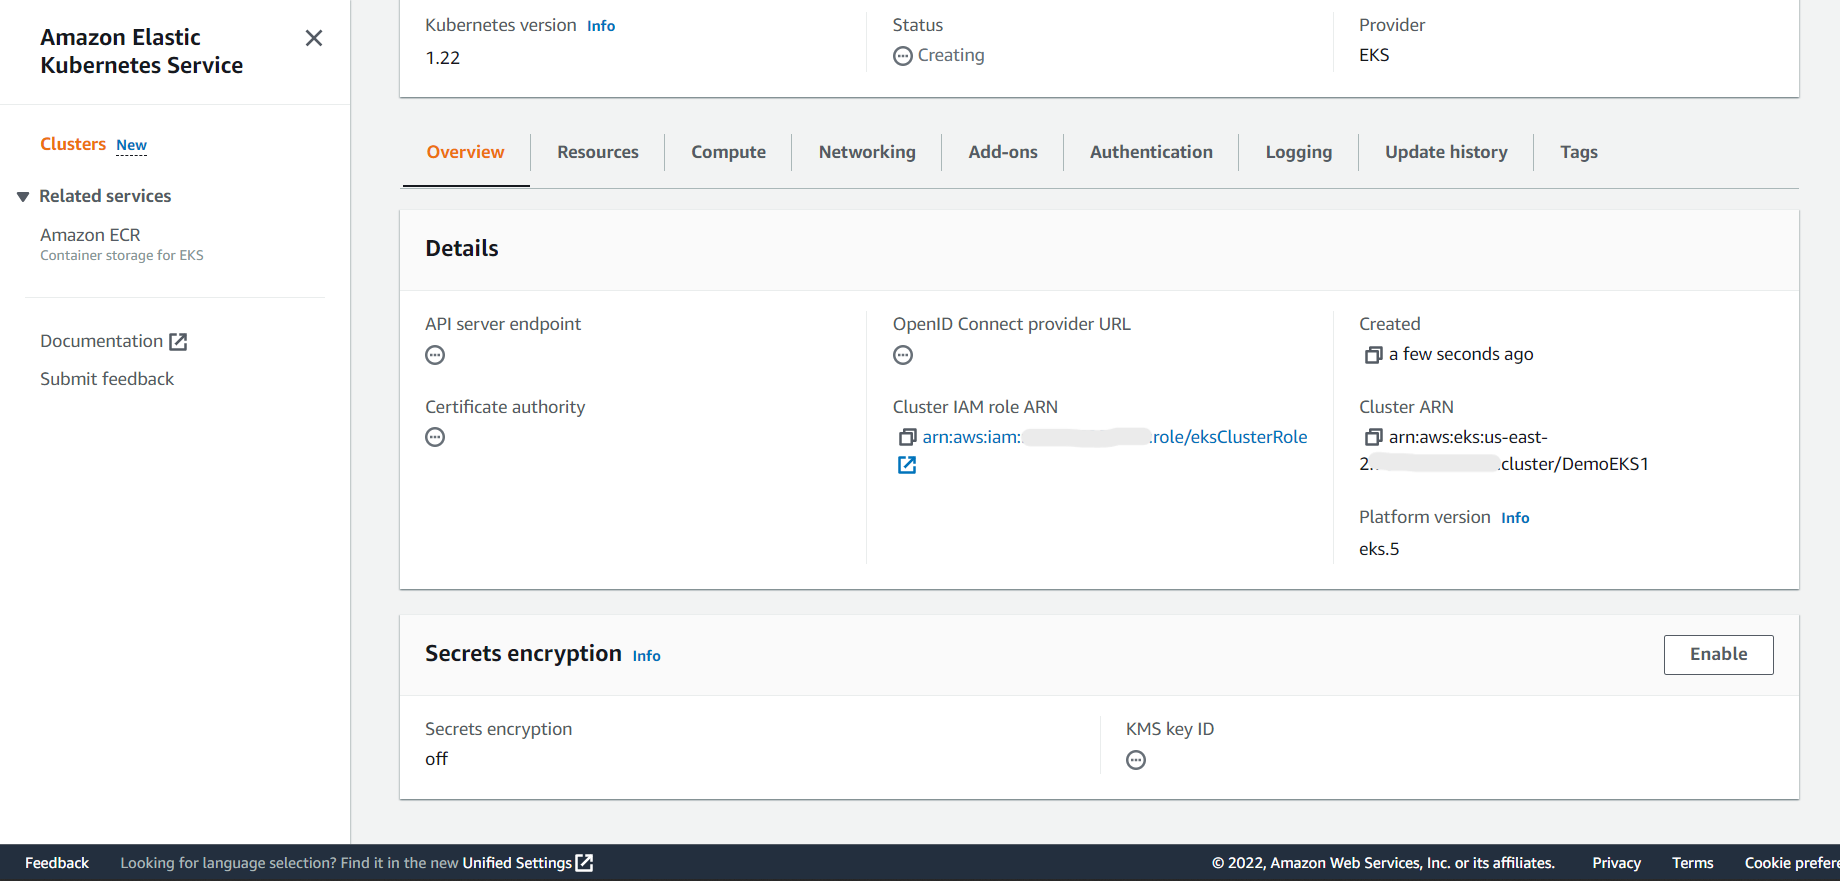 Amazon Elastic
Kubernetes Service
Clusters New
Related services
Amazon ECR
Container storage for EKS
Documentation
Submit feedback
Kubernetes version Info
1.22
Status
Creating
Provider
EKS
Overview Resources Compute Networking Add-ons Authentication Logging Update history Tags
Details
API server endpoint
Certificate authority
OpenID Connect provider URL
Cluster IAM role ARN
arn:aws:iam: role/eksClusterRole
Created
a few seconds ago
Cluster ARN
arn:aws:eks:us-east-
2 cluster/DemoEKS1
Platform version Info
eks.5
Secrets encryption Info
Enable
Secrets encryption
off
KMS key ID
Feedback Looking for language selection? Find it in the new Unified Settings © 2022, Amazon Web Services, Inc. or its affiliates. Privacy Terms Cookie prefere